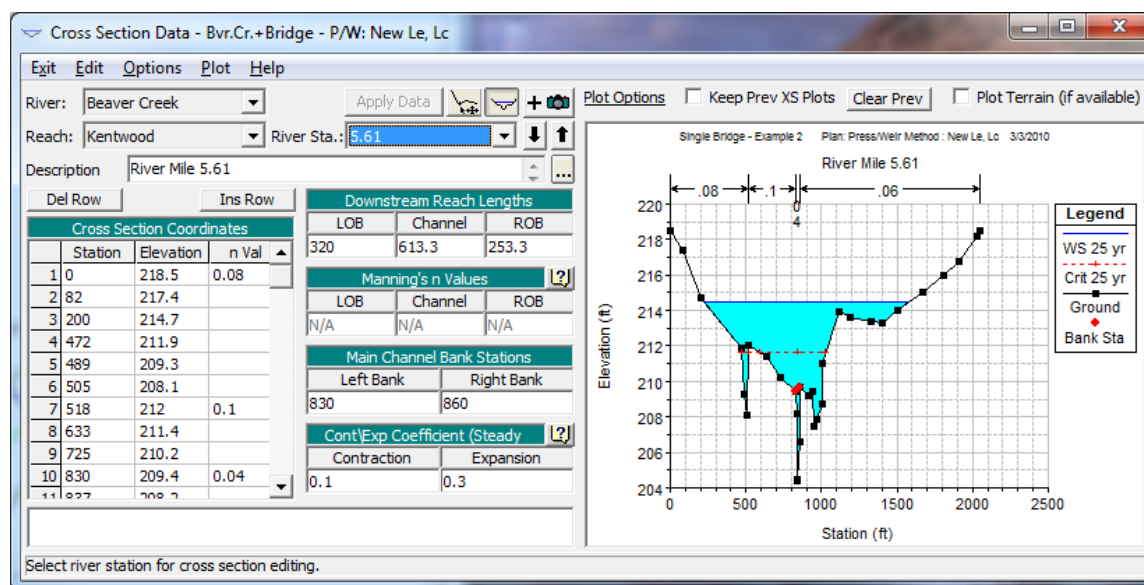 Cross Section Data - Bvr.Cr.+Bridge - P/W: New Le, Lc
Exit Edit Options Plot Help
River: Beaver Creek Apply Data
Reach: Kentwood River Sta.: 5.61
Description River Mile 5.61 ...
Del Row Ins Row
Cross Section Coordinates
Station Elevation n Val
1 0 218.5 0.08
2 82 217.4
3 200 214.7
4 472 211.9
5 489 209.3
6 505 208.1
7 518 212 0.1
8 633 211.4
9 725 210.2
10 830 209.4 0.04
11 837 208.2
Downstream Reach Lengths
LOB Channel ROB
320 613.3 253.3
Manning's n Values
LOB Channel ROB
N/A N/A N/A
Main Channel Bank Stations
Left Bank Right Bank
830 860
Cont\Exp Coefficient (Steady
Contraction Expansion
0.1 0.3
Plot Options Keep Prev XS Plots Clear Prev Plot Terrain (if available)
Single Bridge - Example 2 Plan: Press/Weir Method : New Le, Lc 3/3/2010
River Mile 5.61
.08 .1 .04 .06
220
218
216
214
212
210
208
206
204
Elevation (ft)
0 500 1000 1500 2000 2500
Station (ft)
Legend
WS 25 yr
Crit 25 yr
Ground
Bank Sta
Select river station for cross section editing.